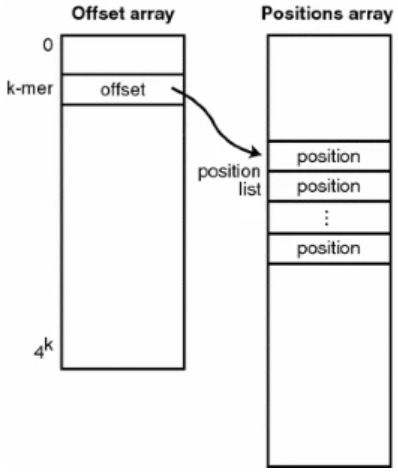 Offset array
Positions array
0
k-mer
offset
position
list
position
position
⋮
position
4^k